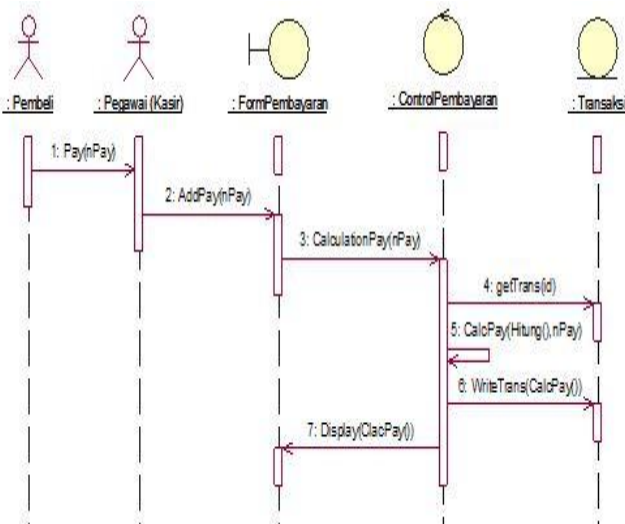 : Pembeli
: Pegawai (Kasir)
: FormPembayaran
: ControlPembayaran
: Transaksi
1: Pay(nPay)
2: AddPay(nPay)
3: CalculationPay(nPay)
4: getTrans(id)
5: CalcPay(Hitung(),nPay)
6: WriteTrans(CalcPay())
7: Display(ClacPay())